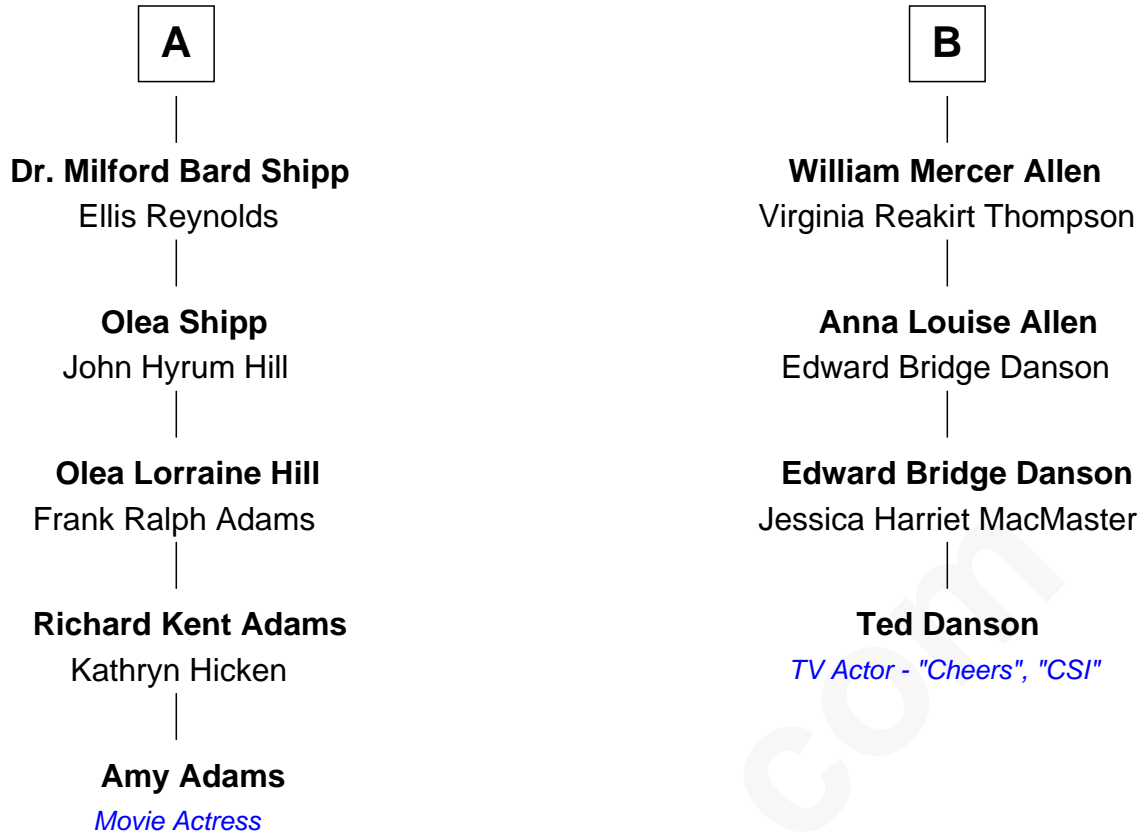 A
Dr. Milford Bard Shipp
Ellis Reynolds
Olea Shipp
John Hyrum Hill
Olea Lorraine Hill
Frank Ralph Adams
Richard Kent Adams
Kathryn Hicken
Amy Adams
Movie Actress
B
William Mercer Allen
Virginia Reakirt Thompson
Anna Louise Allen
Edward Bridge Danson
Edward Bridge Danson
Jessica Harriet MacMaster
Ted Danson
TV Actor - "Cheers", "CSI"
com